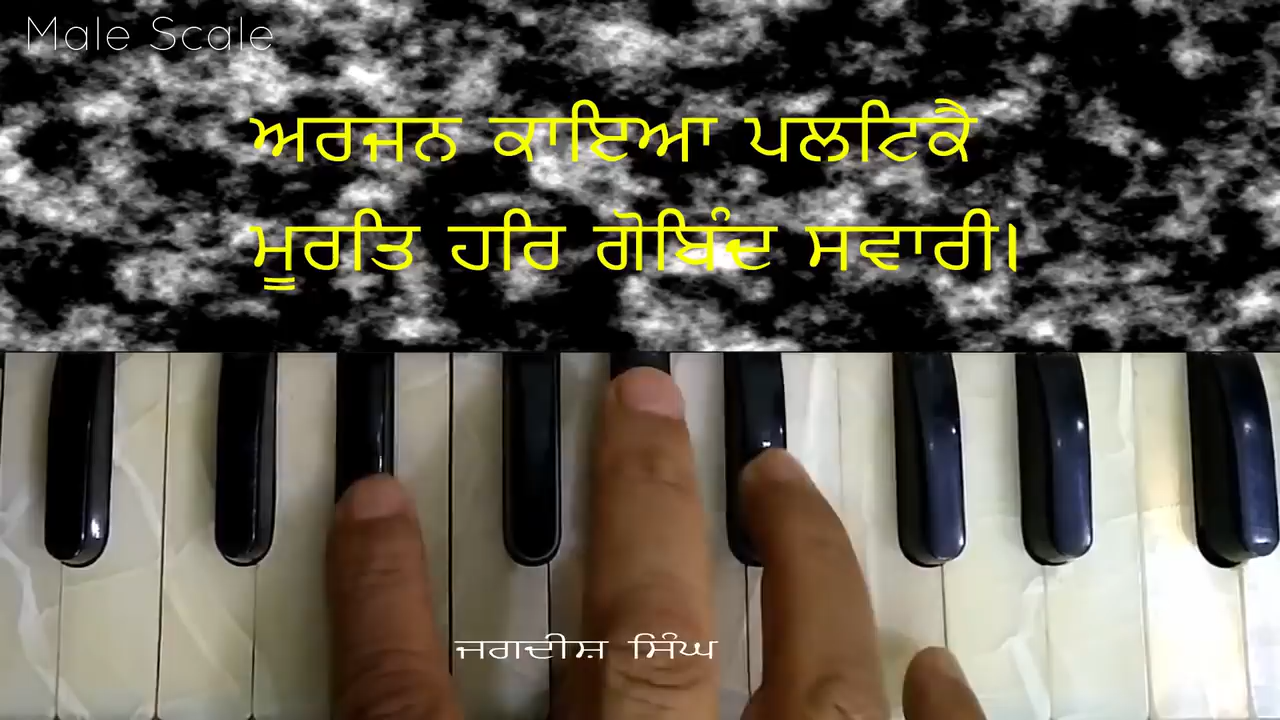 Male Scale
ਅਰਜਨ ਕਾਇਆ ਪਲਟਿਕੈ
ਮੂਰਤਿ ਹਰਿ ਗੋਬਿੰਦ ਸਵਾਰੀ।
ਜਗਦੀਸ਼ ਸਿੰਘ